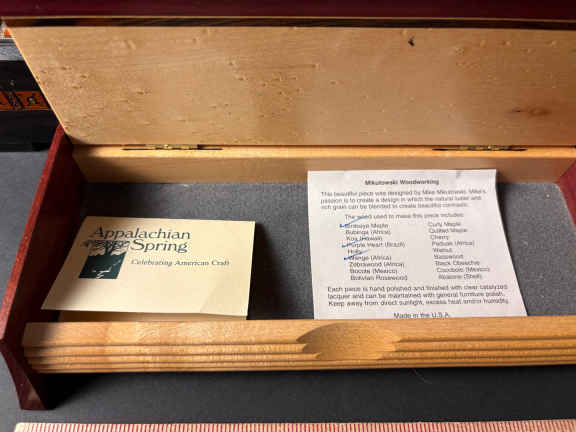 Mikutowski Woodworking
This beautiful piece was designed by Mike Mikutowski. Mike's
passion is to create a design in which the natural luster and
rich grain can be blended to create beautiful contrasts.
The wood used to make this piece includes:
Birdseye Maple
Bubinga (Africa)
Koa (Hawaii)
Purple Heart (Brazil)
Holly
Wenge (Africa)
Zebrawood (Africa)
Bocote (Mexico)
Bolivian Rosewood
Curly Maple
Quilted Maple
Cherry
Paduak (Africa)
Walnut
Basswood
Black Obeechie
Cocobolo (Mexico)
Abalone (Shell)
Each piece is hand polished and finished with clear catalyzed
lacquer and can be maintained with general furniture polish.
Keep away from direct sunlight, excess heat and/or humidity.
Made in the U.S.A.
Appalachian
Spring
Celebrating American Craft